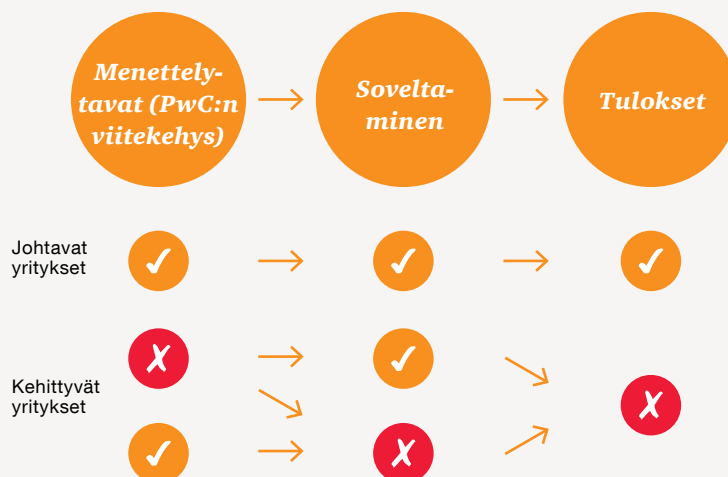 Menettely-
tavat (PwC:n
viitekehys)
Sovelta-
minen
Tulokset
Johtavat
yritykset
Kehittyvät
yritykset